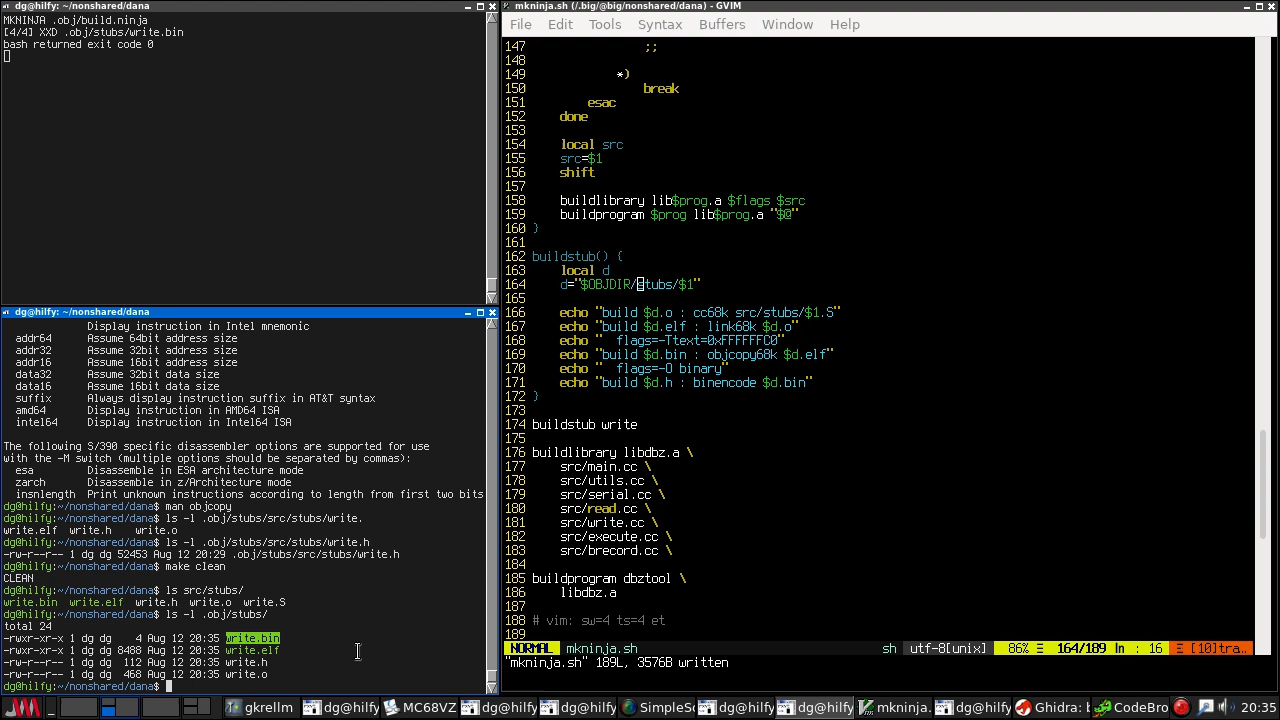 dg@hilfy: ~/nonshared/dana
MKNINJA .obj/build.ninja
[4/4] XXD .obj/stubs/write.bin
bash returned exit code 0
dg@hilfy: ~/nonshared/dana
Display instruction in Intel mnemonic
addr64 Assume 64bit address size
addr32 Assume 32bit address size
addr16 Assume 16bit address size
data32 Assume 32bit data size
data16 Assume 16bit data size
suffix Always display instruction suffix in AT&T syntax
amd64 Display instruction in AMD64 ISA
intel64 Display instruction in Intel64 ISA
The following S/390 specific disassembler options are supported for use
with the -M switch (multiple options should be separated by commas):
esa Disassemble in ESA architecture mode
zarch Disassemble in z/Architecture mode
insnlength Print unknown instructions according to length from first two bits
dg@hilfy:~/nonshared/dana$ man objcopy
dg@hilfy:~/nonshared/dana$ ls -l .obj/stubs/src/stubs/write.
write.elf write.h write.o
dg@hilfy:~/nonshared/dana$ ls -l .obj/stubs/src/stubs/write.h
-rw-r--r-- 1 dg dg 52453 Aug 12 20:29 .obj/stubs/src/stubs/write.h
dg@hilfy:~/nonshared/dana$ make clean
CLEAN
dg@hilfy:~/nonshared/dana$ ls src/stubs/
write.bin write.elf write.h write.o write.S
dg@hilfy:~/nonshared/dana$ ls -l .obj/stubs/
total 24
-rwxr-xr-x 1 dg dg 4 Aug 12 20:35 write.bin
-rwxr-xr-x 1 dg dg 8488 Aug 12 20:35 write.elf
-rw-r--r-- 1 dg dg 112 Aug 12 20:35 write.h
-rw-r--r-- 1 dg dg 468 Aug 12 20:35 write.o
dg@hilfy:~/nonshared/dana$
mkninja.sh (/.big/@big/nonshared/dana) - GVIM
File Edit Tools Syntax Buffers Window Help
147 ;;
148
149 *)
150 break
151 esac
152 done
153
154 local src
155 src=$1
156 shift
157
158 buildlibrary lib$prog.a $flags $src
159 buildprogram $prog lib$prog.a "$@"
160 }
161
162 buildstub() {
163 local d
164 d="$OBJDIR/stubs/$1"
165
166 echo "build $d.o : cc68k src/stubs/$1.S"
167 echo "build $d.elf : link68k $d.o"
168 echo "  flags=-Ttext=0xFFFFFFC0"
169 echo "build $d.bin : objcopy68k $d.elf"
170 echo "  flags=-O binary"
171 echo "build $d.h : binencode $d.bin"
172 }
173
174 buildstub write
175
176 buildlibrary libdbz.a \
177 src/main.cc \
178 src/utils.cc \
179 src/serial.cc \
180 src/read.cc \
181 src/write.cc \
182 src/execute.cc \
183 src/brecord.cc \
184
185 buildprogram dbztool \
186 libdbz.a
187
188 # vim: sw=4 ts=4 et
189
NORMAL mkninja.sh sh utf-8[unix] 86% Ξ 164/189 ln : 16 Ξ [10]tra..
"mkninja.sh" 189L, 3576B written
gkrellm dg@hilfy MC68VZ dg@hilfy dg@hilfy SimpleSe dg@hilfy dg@hilfy mkninja dg@hilfy Ghidra: b CodeBro 20:35